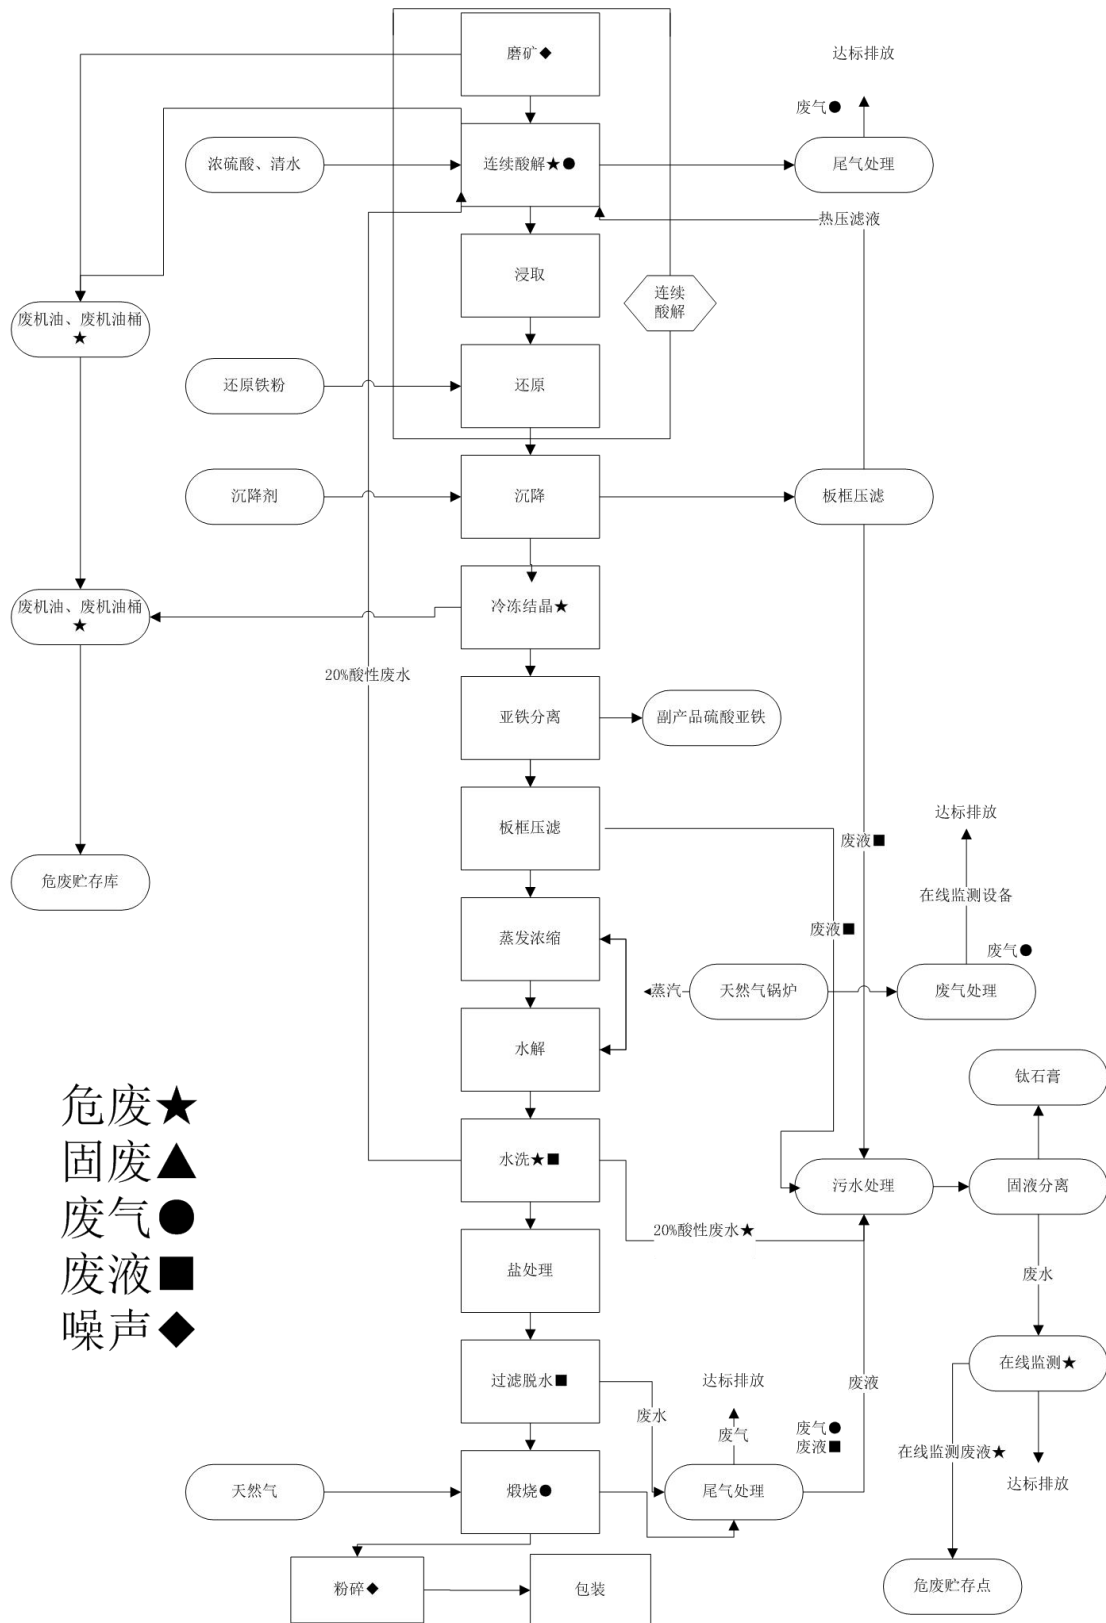 磨矿◆
达标排放
废气●
浓硫酸、清水
连续酸解★●
尾气处理
热压滤液
浸取
连续
酸解
废机油、废机油桶
★
还原铁粉
还原
沉降剂
沉降
板框压滤
废机油、废机油桶
★
冷冻结晶★
20%酸性废水
亚铁分离
副产品硫酸亚铁
板框压滤
废液■
达标排放
危废贮存库
在线监测设备
废液■
蒸发浓缩
废气●
蒸汽
天然气锅炉
废气处理
水解
钛石膏
危废★
固废▲
废气●
废液■
噪声◆
水洗★■
污水处理
固液分离
20%酸性废水★
盐处理
废水
过滤脱水■
达标排放
废液
在线监测★
废水
废气
废气●
废液■
在线监测废液★
达标排放
天然气
煅烧●
尾气处理
粉碎◆
包装
危废贮存点